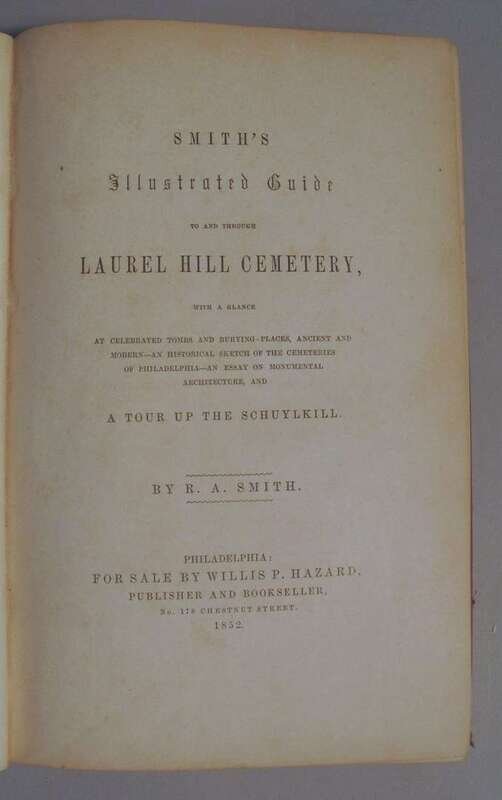 SMITH'S
Illustrated Guide
TO AND THROUGH
LAUREL HILL CEMETERY,
WITH A GLANCE
AT CELEBRATED TOMBS AND BURYING-PLACES, ANCIENT AND
MODERN—AN HISTORICAL SKETCH OF THE CEMETERIES
OF PHILADELPHIA—AN ESSAY ON MONUMENTAL
ARCHITECTURE, AND
A TOUR UP THE SCHUYLKILL.
BY R. A. SMITH.
PHILADELPHIA:
FOR SALE BY WILLIS P. HAZARD,
PUBLISHER AND BOOKSELLER,
No. 178 CHESTNUT STREET.
1852.